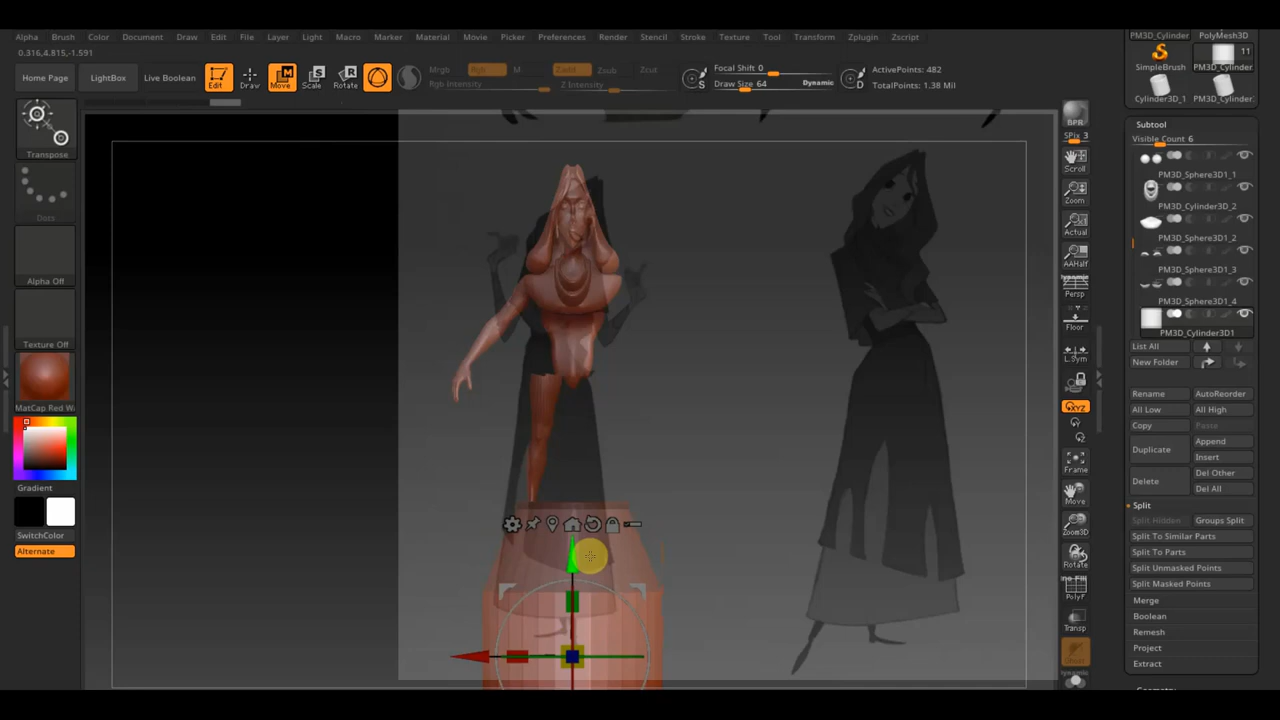 Alpha Brush Color Document Draw Edit File Layer Light Macro Marker Material Movie Picker Preferences Render Stencil Stroke Texture Tool Transform Zplugin Zscript
0.316,4.815,-1.591
Home Page LightBox Live Boolean Edit Draw Move Scale Rotate
Mrgb Rgb M Zadd Zsub Zcut
Rgb Intensity Z Intensity
Focal Shift 0
Draw Size 64 Dynamic
ActivePoints: 482
TotalPoints: 1.38 Mil
Transpose
Dots
Alpha Off
Texture Off
MatCap Red W
Gradient
SwitchColor
Alternate
BPR
SPix 3
Scroll
Zoom
Actual
AAHalf
Persp
Floor
L.Sym
XYZ
Frame
Move
Zoom3D
Rotate
PolyF
Transp
PM3D_Cylinder PolyMesh3D
11
SimpleBrush PM3D_Cylinder
Cylinder3D_1 PM3D_Cylinder
Subtool
Visible Count 6
PM3D_Sphere3D1_1
PM3D_Cylinder3D_2
PM3D_Sphere3D1_2
PM3D_Sphere3D1_3
PM3D_Sphere3D1_4
PM3D_Cylinder3D1
List All
New Folder
Rename AutoReorder
All Low All High
Copy Paste
Duplicate Append
Insert
Delete Del Other
Del All
Split
Split Hidden Groups Split
Split To Similar Parts
Split To Parts
Split Unmasked Points
Split Masked Points
Merge
Boolean
Remesh
Project
Extract